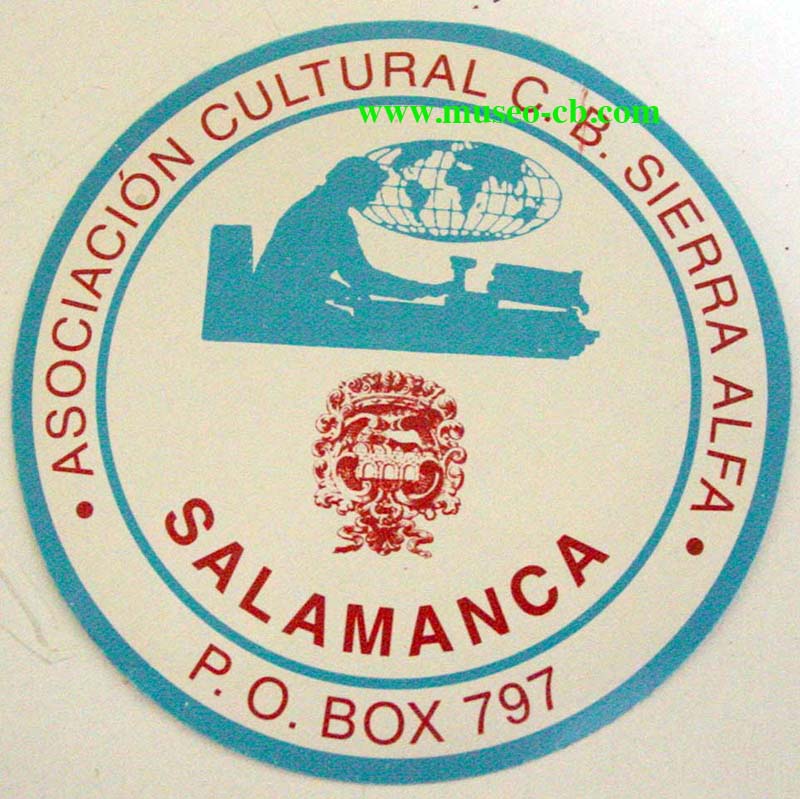 ASOCIACIÓN CULTURAL C. B. SIERRA ALFA
www.museo-cb.com
SALAMANCA
P. O. BOX 797